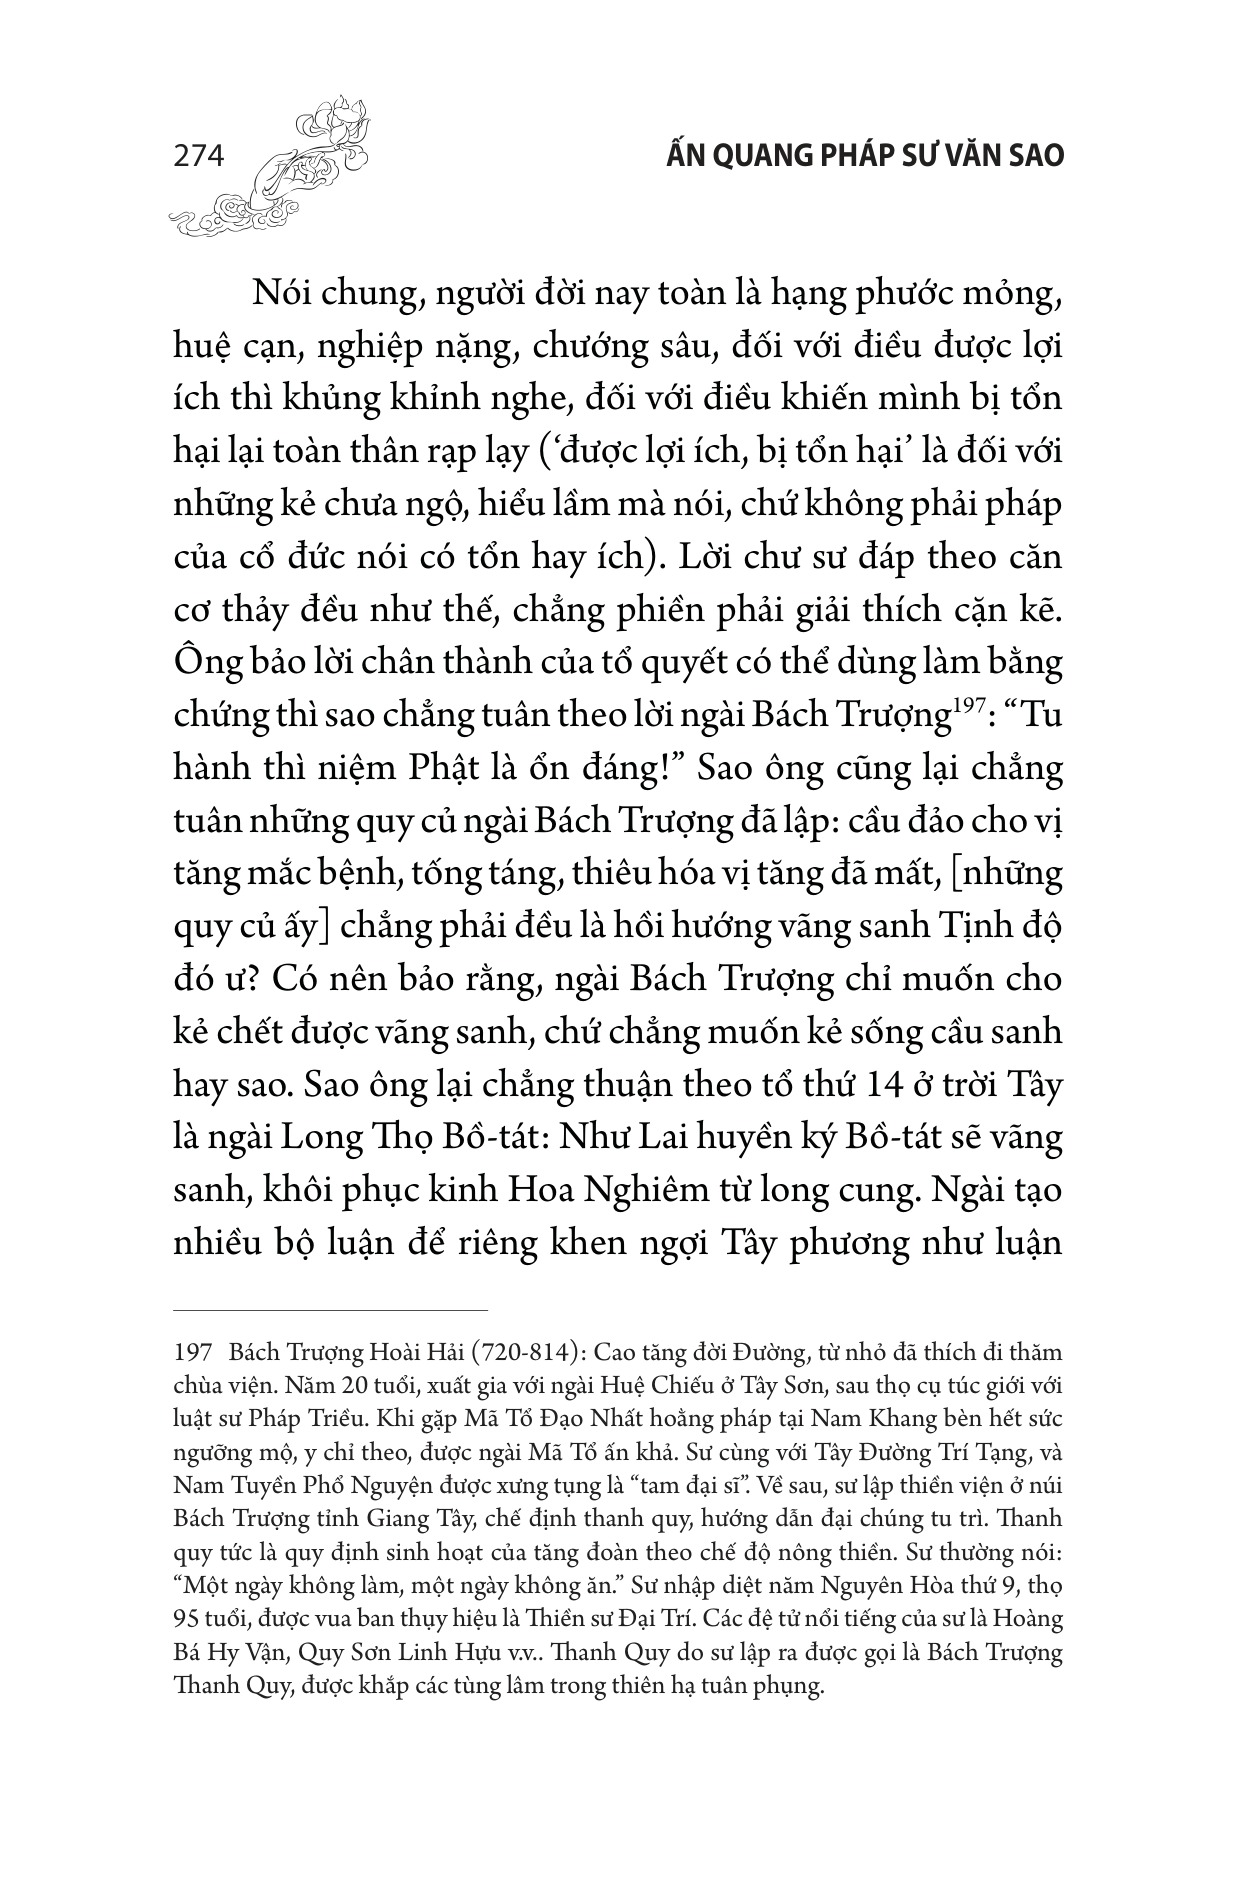 274
ẤN QUANG PHÁP SƯ VĂN SAO
Nói chung, người đời nay toàn là hạng phước mỏng,
huệ cạn, nghiệp nặng, chướng sâu, đối với điều được lợi
ích thì khủng khỉnh nghe, đối với điều khiến mình bị tổn
hại lại toàn thân rạp lạy (‘được lợi ích, bị tổn hại’ là đối với
những kẻ chưa ngộ, hiểu lầm mà nói, chứ không phải pháp
của cổ đức nói có tổn hay ích). Lời chư sư đáp theo căn
cơ thảy đều như thế, chẳng phiền phải giải thích cặn kẽ.
Ông bảo lời chân thành của tổ quyết có thể dùng làm bằng
chứng thì sao chẳng tuân theo lời ngài Bách Trượng197: “Tu
hành thì niệm Phật là ổn đáng!” Sao ông cũng lại chẳng
tuân những quy củ ngài Bách Trượng đã lập: cầu đảo cho vị
tăng mắc bệnh, tống táng, thiêu hóa vị tăng đã mất, [những
quy củ ấy] chẳng phải đều là hồi hướng vãng sanh Tịnh độ
đó ư? Có nên bảo rằng, ngài Bách Trượng chỉ muốn cho
kẻ chết được vãng sanh, chứ chẳng muốn kẻ sống cầu sanh
hay sao. Sao ông lại chẳng thuận theo tổ thứ 14 ở trời Tây
là ngài Long Thọ Bồ-tát: Như Lai huyền ký Bồ-tát sẽ vãng
sanh, khôi phục kinh Hoa Nghiêm từ long cung. Ngài tạo
nhiều bộ luận để riêng khen ngợi Tây phương như luận
197 Bách Trượng Hoài Hải (720-814): Cao tăng đời Đường, từ nhỏ đã thích đi thăm
chùa viện. Năm 20 tuổi, xuất gia với ngài Huệ Chiếu ở Tây Sơn, sau thọ cụ túc giới với
luật sư Pháp Triều. Khi gặp Mã Tổ Đạo Nhất hoằng pháp tại Nam Khang bèn hết sức
ngưỡng mộ, y chỉ theo, được ngài Mã Tổ ấn khả. Sư cùng với Tây Đường Trí Tạng, và
Nam Tuyền Phổ Nguyện được xưng tụng là “tam đại sĩ”. Về sau, sư lập thiền viện ở núi
Bách Trượng tỉnh Giang Tây, chế định thanh quy, hướng dẫn đại chúng tu trì. Thanh
quy tức là quy định sinh hoạt của tăng đoàn theo chế độ nông thiền. Sư thường nói:
“Một ngày không làm, một ngày không ăn.” Sư nhập diệt năm Nguyên Hòa thứ 9, thọ
95 tuổi, được vua ban thụy hiệu là Thiền sư Đại Trí. Các đệ tử nổi tiếng của sư là Hoàng
Bá Hy Vận, Quy Sơn Linh Hựu v.v.. Thanh Quy do sư lập ra được gọi là Bách Trượng
Thanh Quy, được khắp các tùng lâm trong thiên hạ tuân phụng.